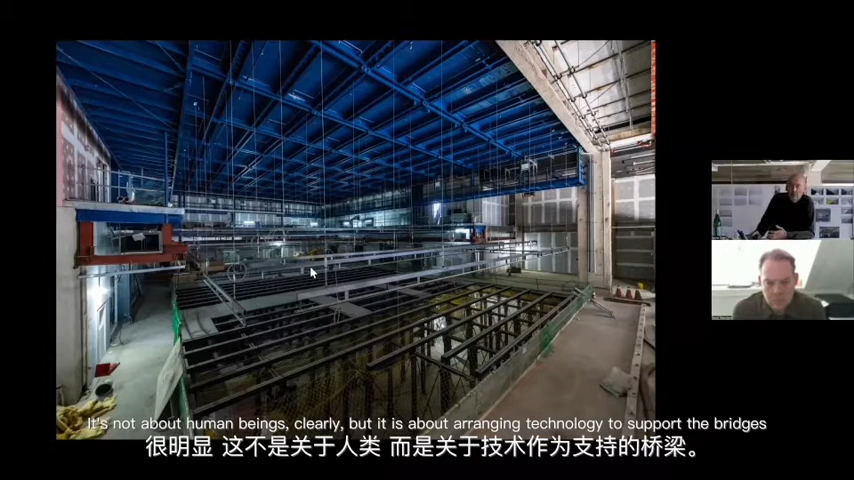 It's not about human beings, clearly, but it is about arranging technology to support the bridges
很明显 这不是关于人类 而是关于技术作为支持的桥梁。